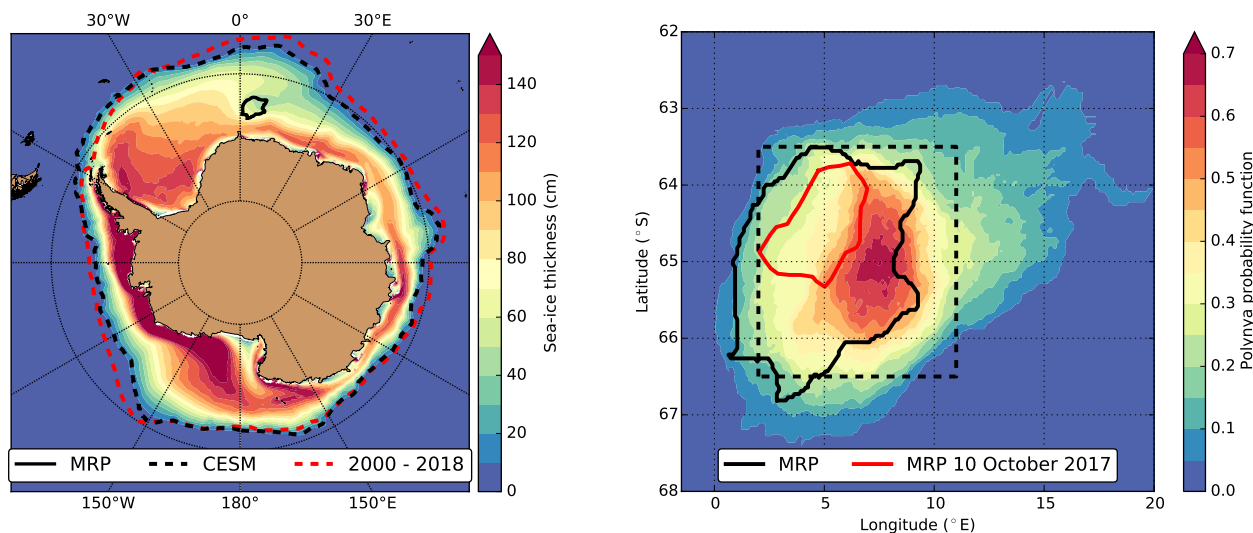 30°W 0° 30°E
140
120
100
80
60
40
20
0
Sea-ice thickness (cm)
MRP CESM 2000 - 2018
150°W 180° 150°E
62
63
64
65
66
67
68
Latitude (°S)
MRP MRP 10 October 2017
0 5 10 15 20
Longitude (°E)
0.7
0.6
0.5
0.4
0.3
0.2
0.1
0.0
Polynya probability function